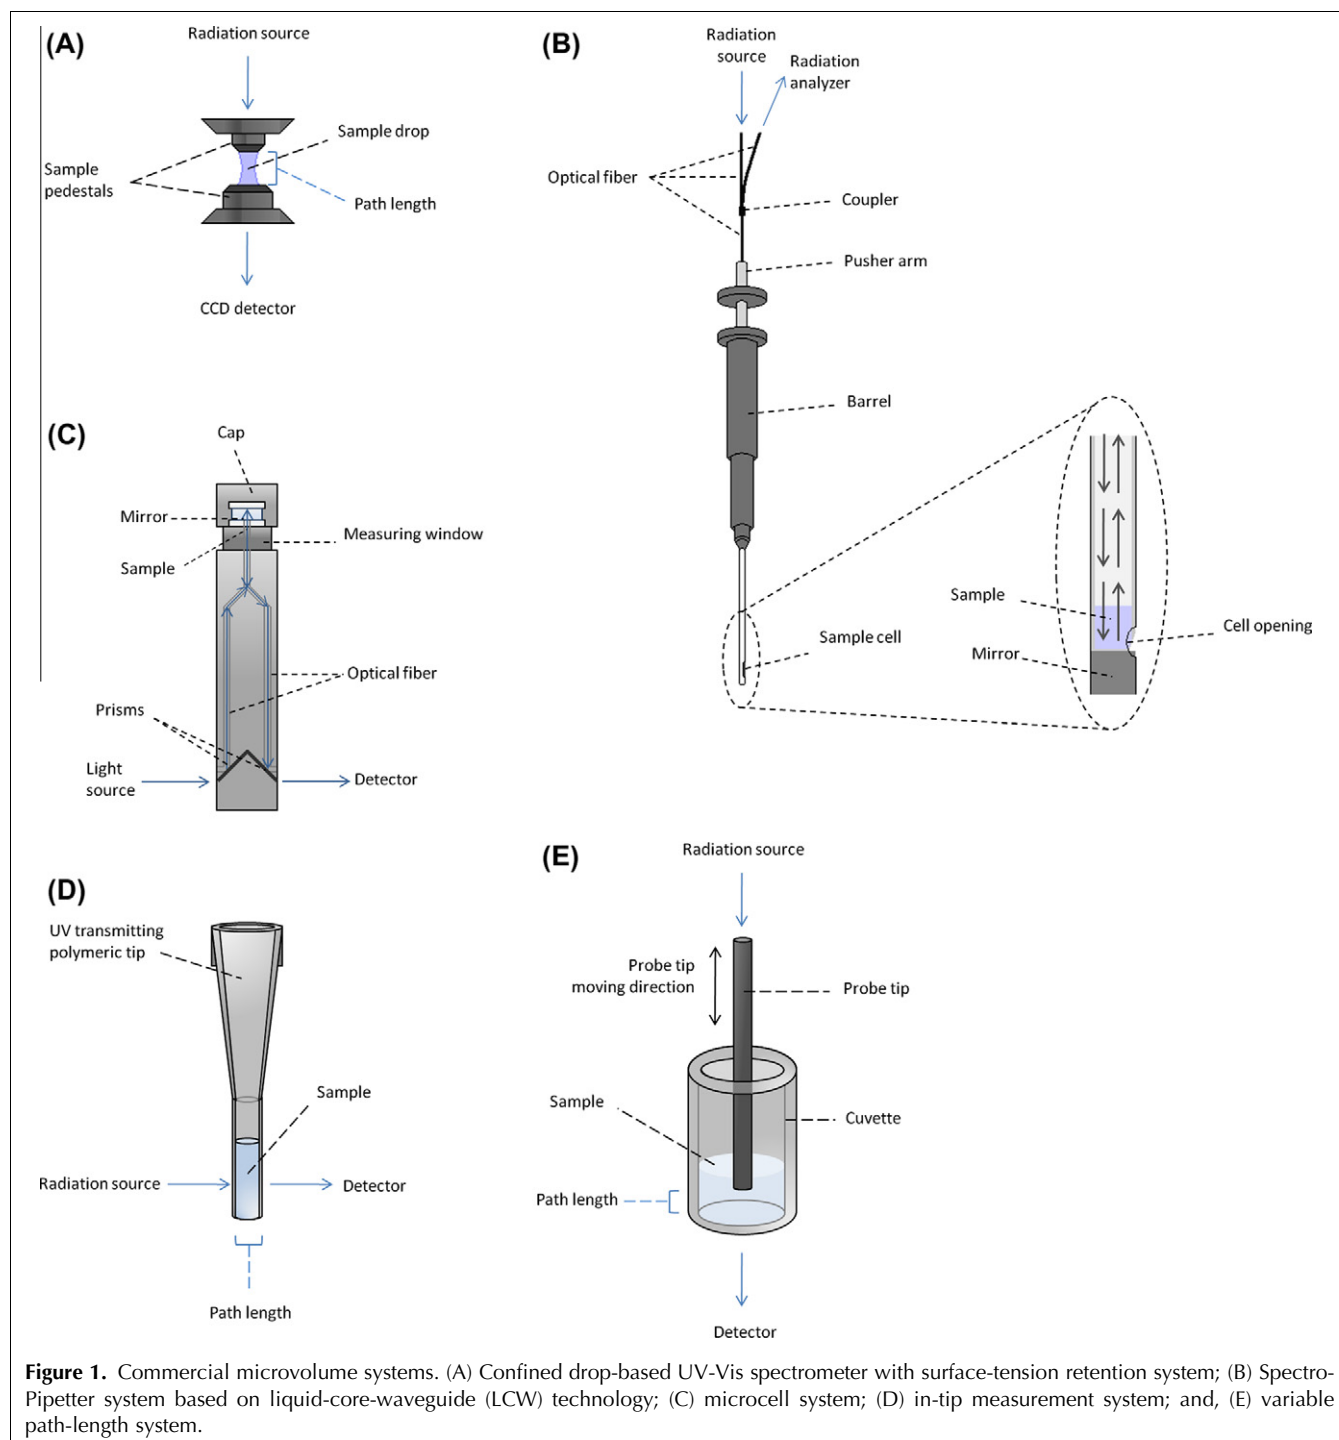 (A)
Radiation source
Sample drop
Sample
pedestals
Path length
CCD detector
(B)
Radiation
source
Radiation
analyzer
Optical fiber
Coupler
Pusher arm
Barrel
Sample cell
Sample
Mirror
Cell opening
(C)
Cap
Mirror
Measuring window
Sample
Optical fiber
Prisms
Light
source
Detector
(D)
UV transmitting
polymeric tip
Sample
Radiation source
Detector
Path length
(E)
Radiation source
Probe tip
moving direction
Probe tip
Sample
Cuvette
Path length
Detector
Figure 1. Commercial microvolume systems. (A) Confined drop-based UV-Vis spectrometer with surface-tension retention system; (B) Spectro-
Pipetter system based on liquid-core-waveguide (LCW) technology; (C) microcell system; (D) in-tip measurement system; and, (E) variable
path-length system.